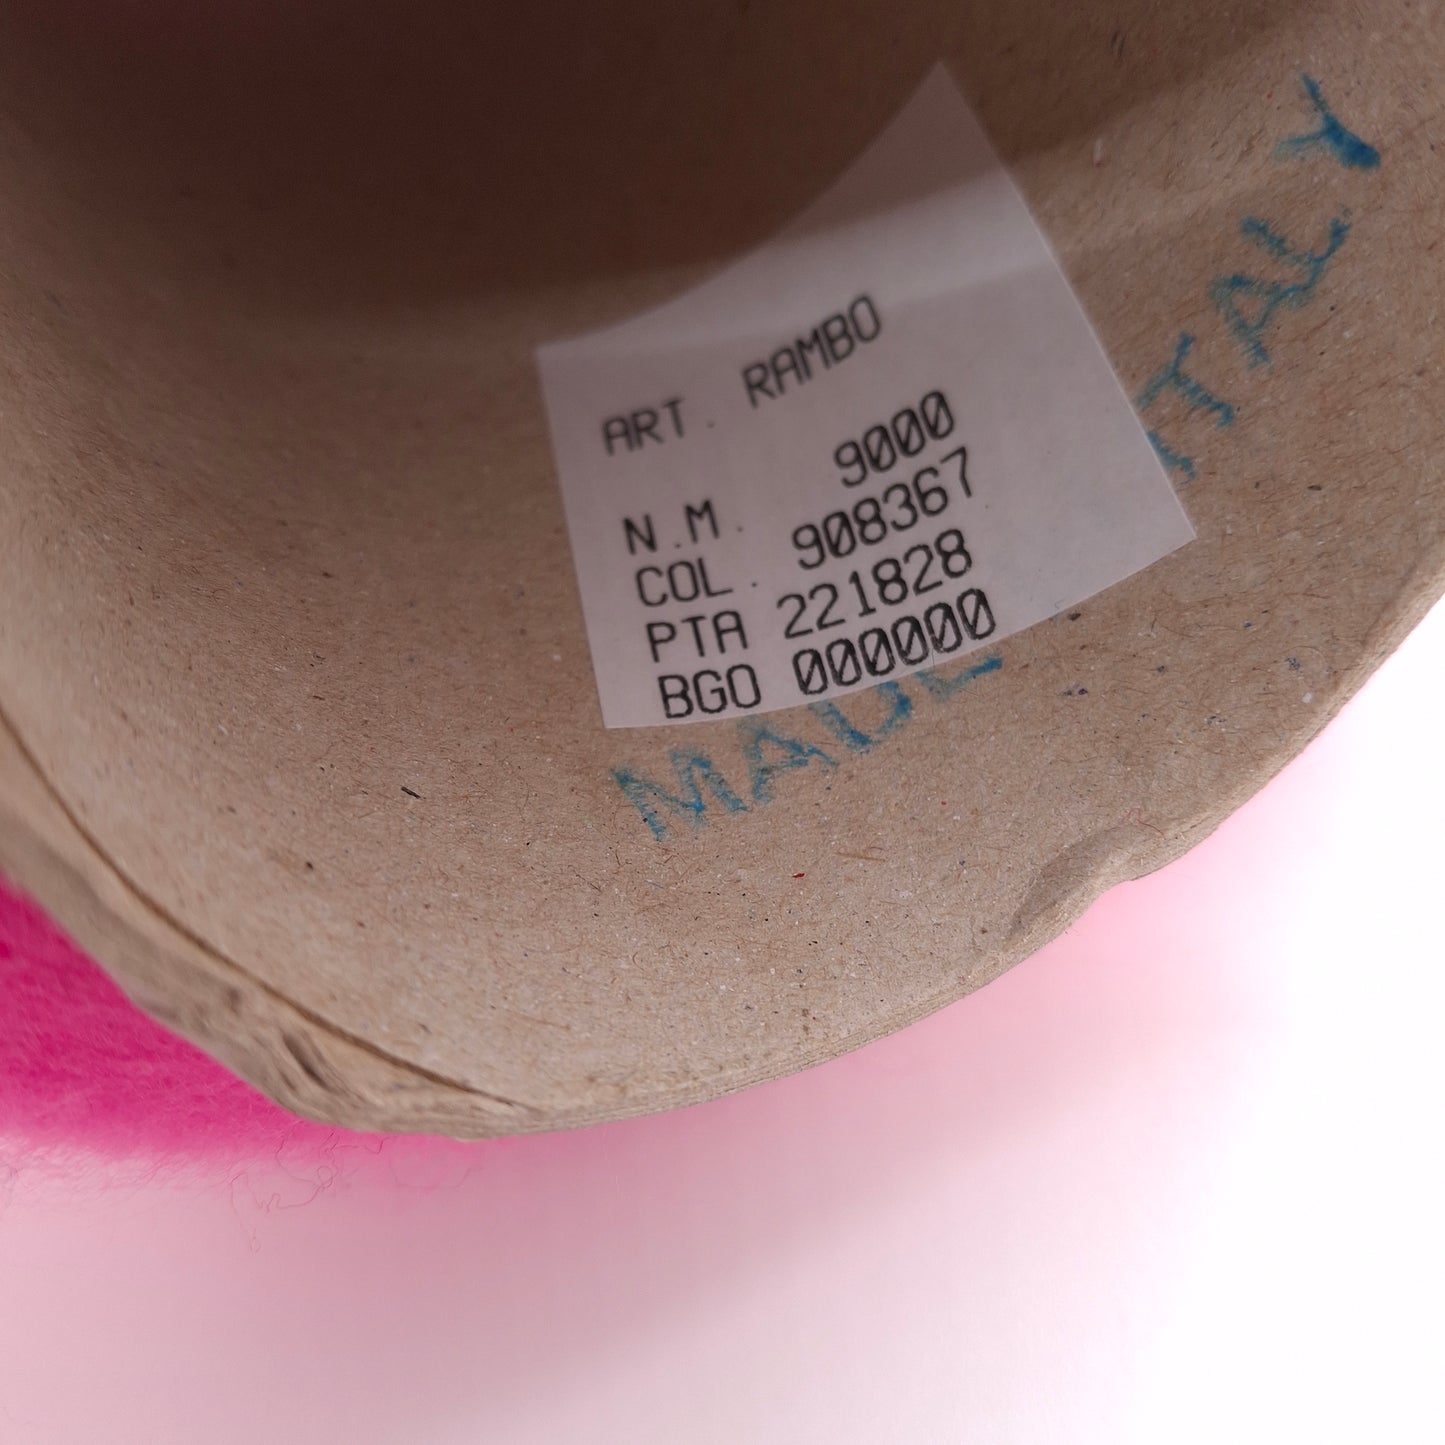 ART. RAMBO
N.M. 9000
COL. 908367
PTA 221828
BGO 000000
MADE ITALY